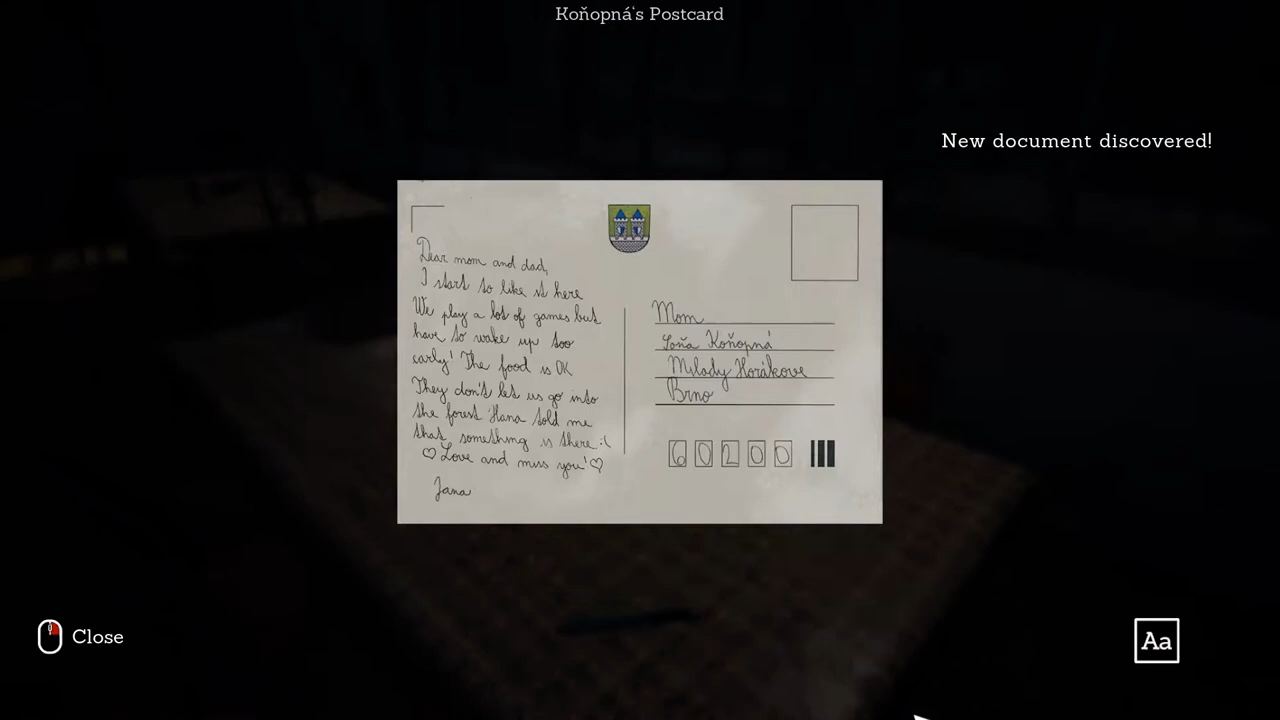 Koňopná's Postcard
New document discovered!
Dear mom and dad,
I start to like it here
We play a lot of games but
have to wake up too
early! The food is OK
They don't let us go into
the forest Hana told me
that something is there :(
♡ Love and miss you! ♡
Jana
Mom
Soňa Koňopná
Milady Horákove
Brno
60200
Close
Aa